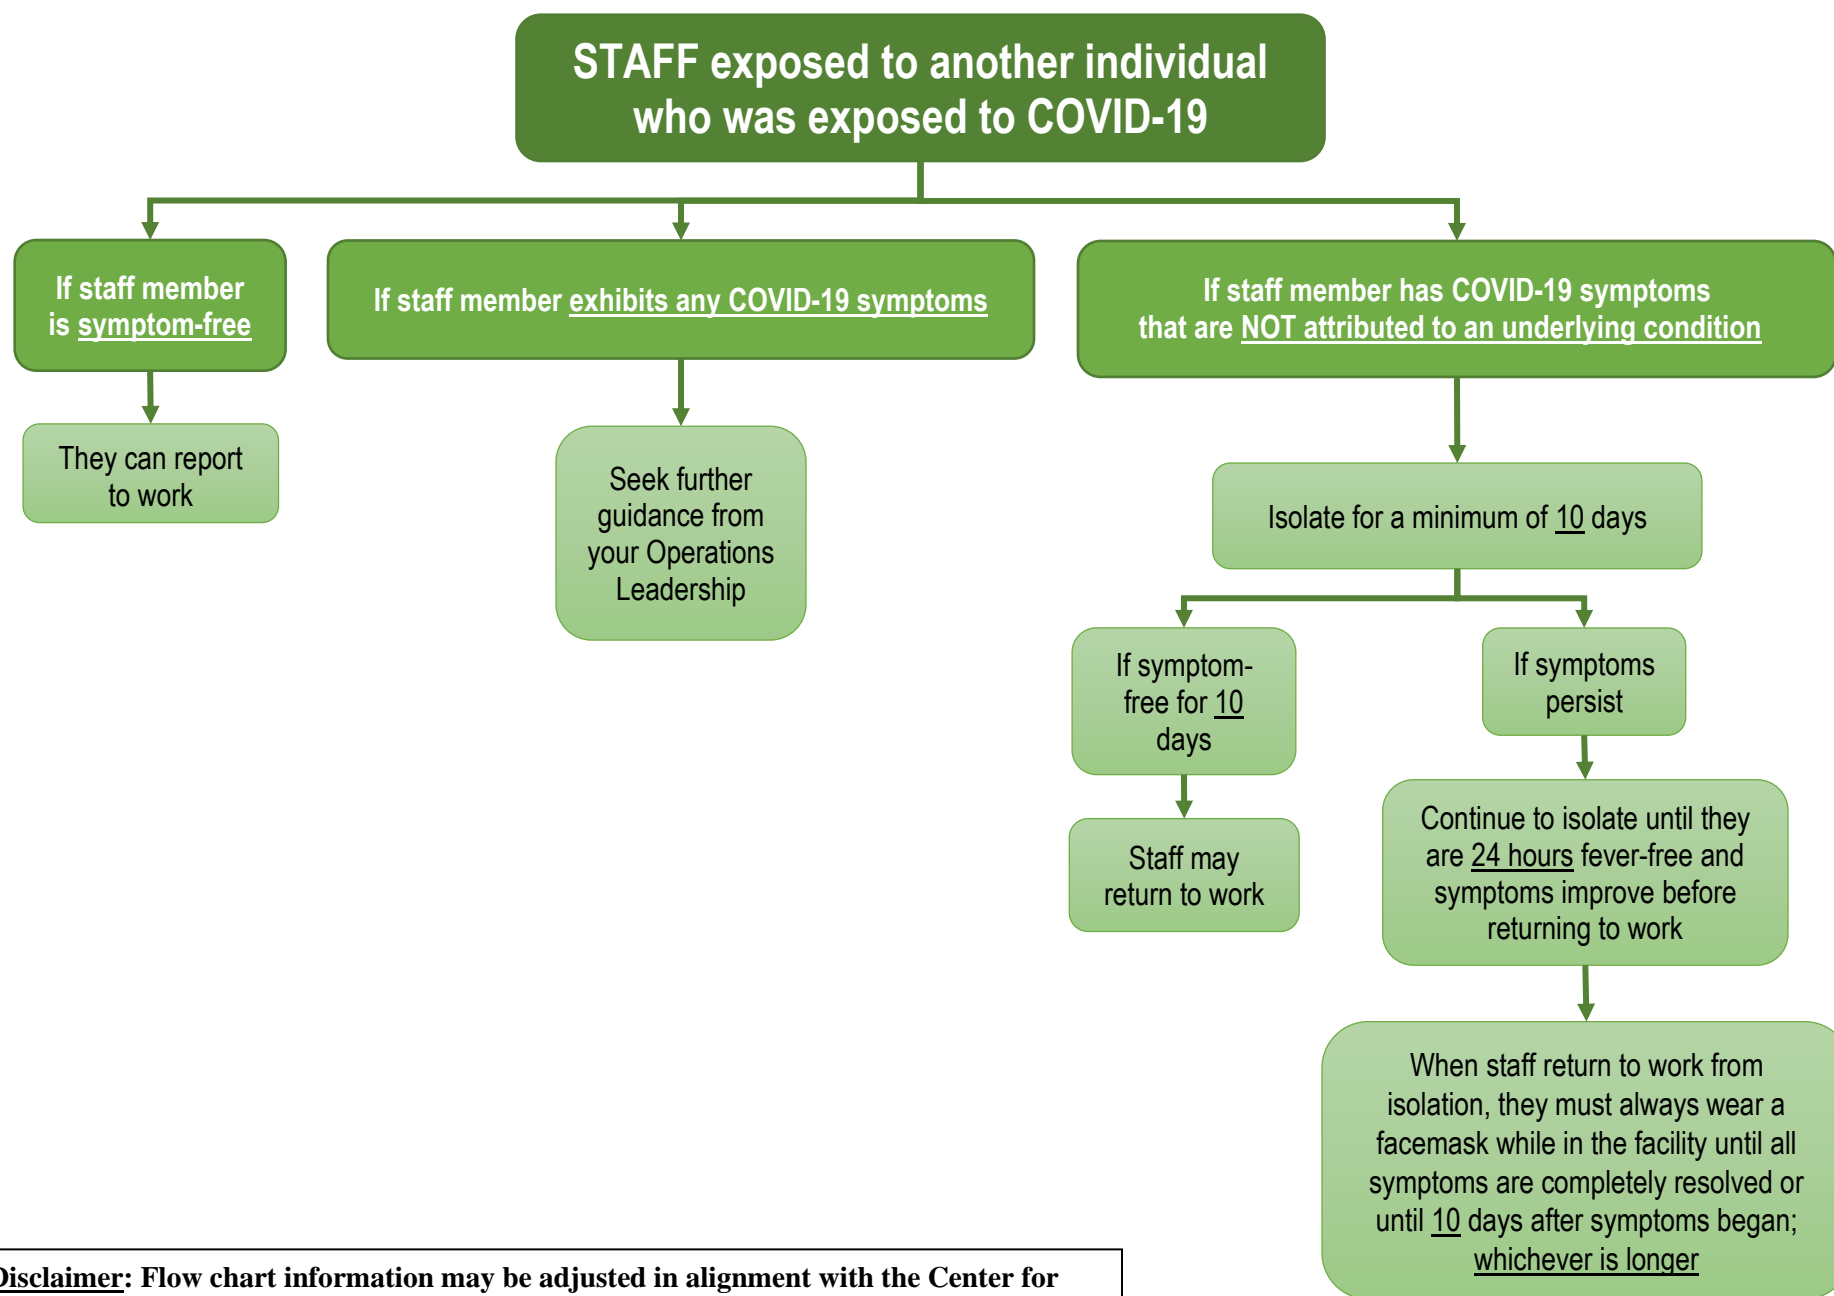 STAFF exposed to another individual
who was exposed to COVID-19
If staff member
is symptom-free
They can report
to work
If staff member exhibits any COVID-19 symptoms
Seek further
guidance from
your Operations
Leadership
If staff member has COVID-19 symptoms
that are NOT attributed to an underlying condition
Isolate for a minimum of 10 days
If symptom-
free for 10
days
Staff may
return to work
If symptoms
persist
Continue to isolate until they
are 24 hours fever-free and
symptoms improve before
returning to work
When staff return to work from
isolation, they must always wear a
facemask while in the facility until all
symptoms are completely resolved or
until 10 days after symptoms began;
whichever is longer
Disclaimer: Flow chart information may be adjusted in alignment with the Center for